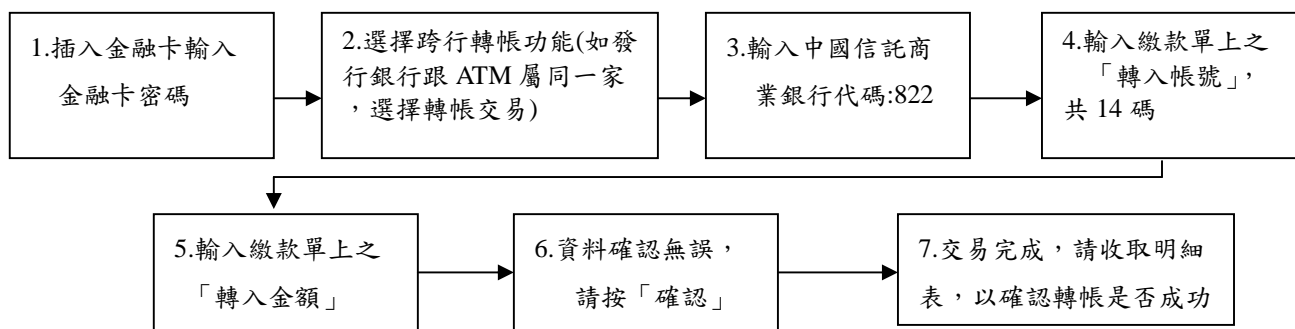 1.插入金融卡輸入
金融卡密碼
2.選擇跨行轉帳功能(如發
行銀行跟 ATM 屬同一家
，選擇轉帳交易)
3.輸入中國信託商
業銀行代碼:822
4.輸入繳款單上之
「轉入帳號」，
共 14 碼
5.輸入繳款單上之
「轉入金額」
6.資料確認無誤，
請按「確認」
7.交易完成，請收取明細
表，以確認轉帳是否成功